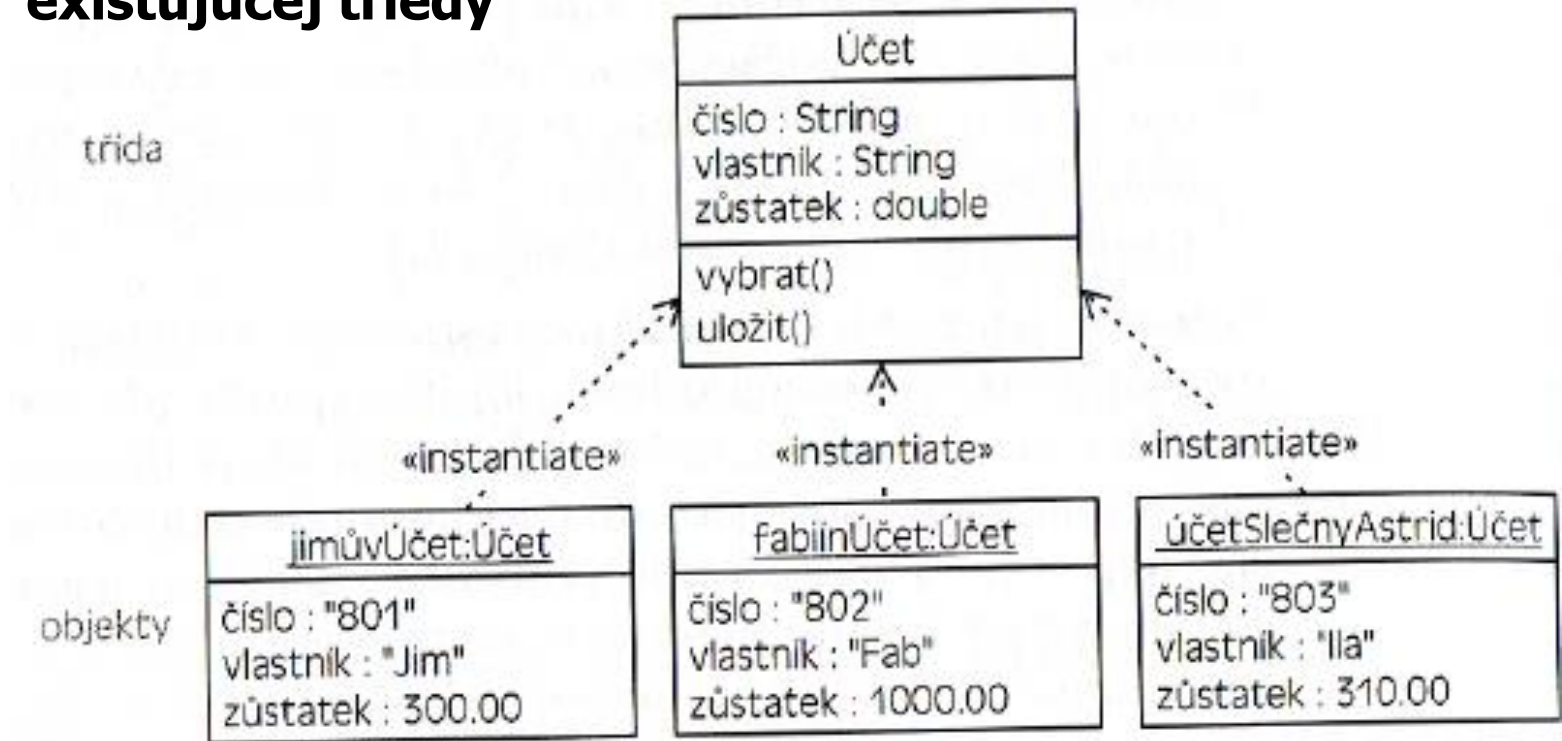 existujúcej triedy
Účet
třida
číslo : String
vlastnik : String
zůstatek : double
vybrat()
uložit()
«instantiate»
«instantiate»
«instantiate»
objekty
jimůvÚčet:Účet
číslo : "801"
vlastník : "Jim"
zůstatek : 300.00
fabiinÚčet:Účet
číslo : "802"
vlastník : "Fab"
zůstatek : 1000.00
účetSlečnyAstrid:Účet
číslo : "803"
vlastník : "Ila"
zůstatek : 310.00